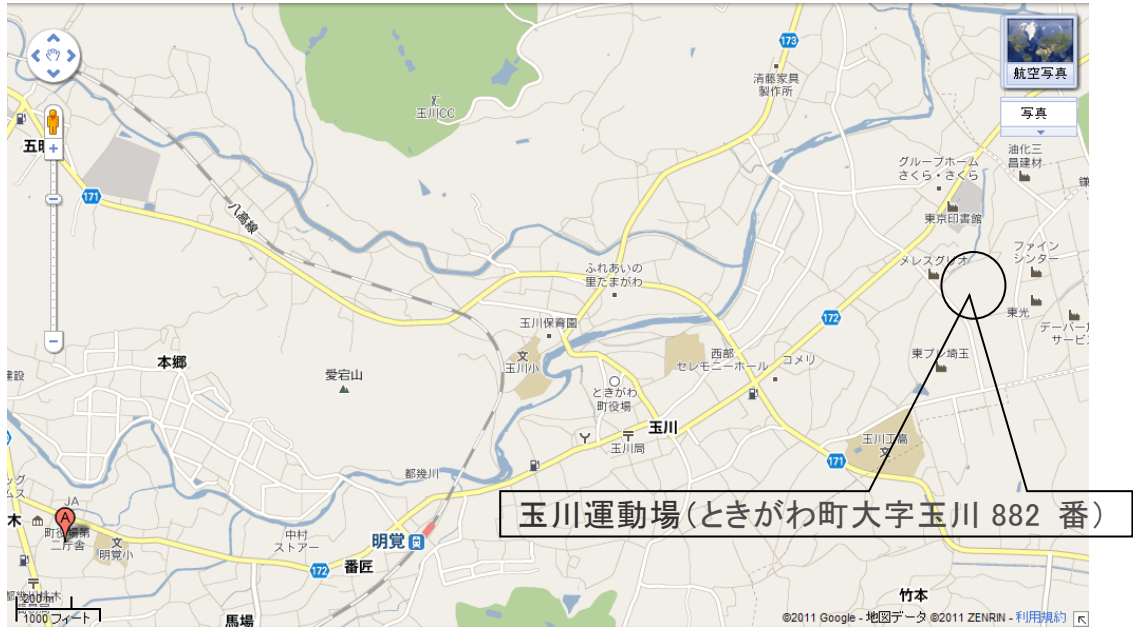 173
清藤家具
製作所
航空写真
写真
玉川CC
油化三
昌建材
五明
グループホーム
さくら・さくら
鎌
171
東京印書館
八高線
ファイン
シンター
メレスグリオ
ふれあいの
里たまがわ
東光
172
テーパー加
サービス
玉川保育園
文
玉川小
西部
セレモニーホール
コメリ
東プレ埼玉
本郷
建設
愛宕山
ときがわ
町役場
玉川
玉川局
玉川工高
文
171
都幾川
玉川運動場(ときがわ町大字玉川 882 番)
JA
木
A
町役場第
二庁舎
文
明覚小
中村
ストアー
明覚
番匠
172
竹本
200 m
1000 フィート
馬場
©2011 Google - 地図データ ©2011 ZENRIN - 利用規約